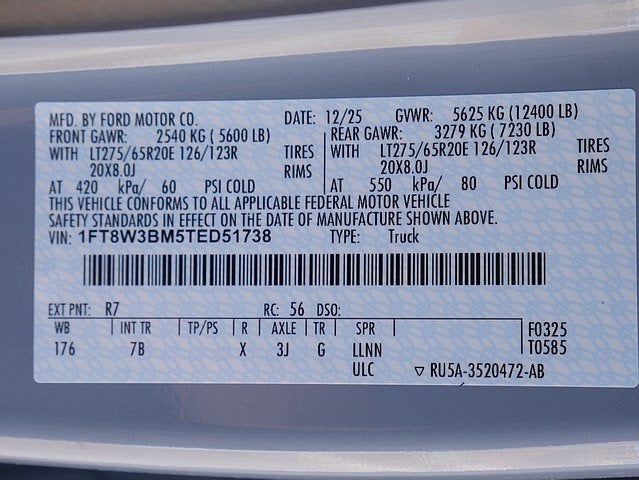 MFD. BY FORD MOTOR CO. DATE: 12/25 GVWR: 5625 KG (12400 LB)
FRONT GAWR: 2540 KG (5600 LB) REAR GAWR: 3279 KG (7230 LB)
WITH LT275/65R20E 126/123R TIRES WITH LT275/65R20E 126/123R TIRES
20X8.0J RIMS 20X8.0J RIMS
AT 420 kPa/ 60 PSI COLD AT 550 kPa/ 80 PSI COLD
THIS VEHICLE CONFORMS TO ALL APPLICABLE FEDERAL MOTOR VEHICLE
SAFETY STANDARDS IN EFFECT ON THE DATE OF MANUFACTURE SHOWN ABOVE.
VIN: 1FT8W3BM5TED51738 TYPE: Truck
EXT PNT: R7 RC: 56 DSO:
WB INT TR TP/PS R AXLE TR SPR F0325
176 7B X 3J G LLNN T0585
ULC ▽ RU5A-3520472-AB